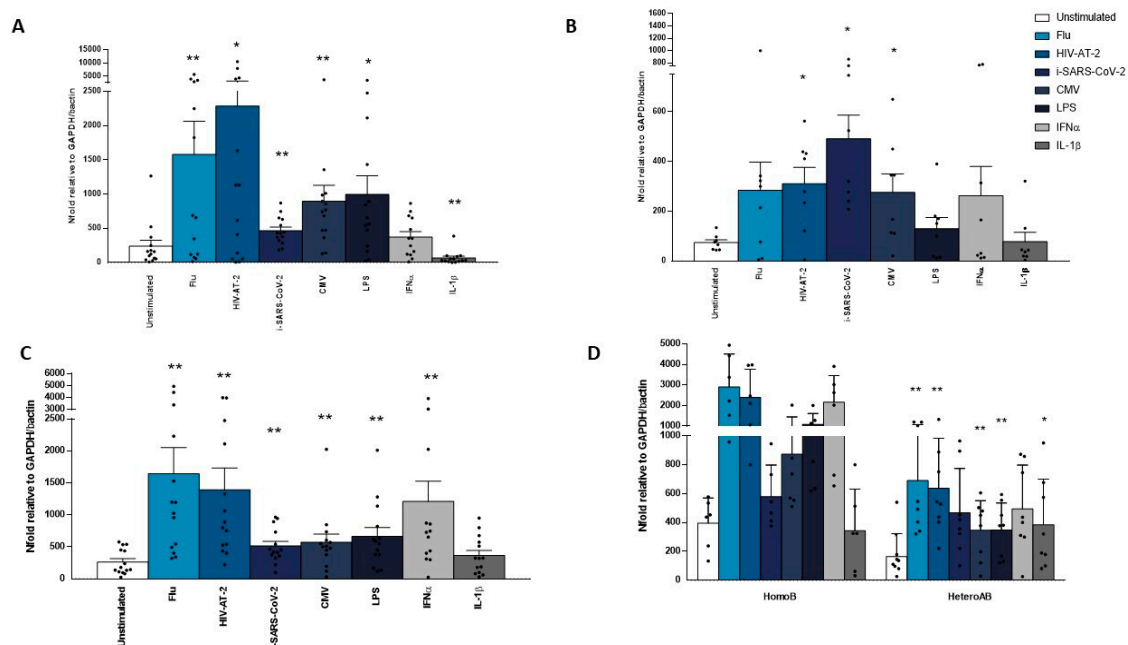 A
Nfold relative to GAPDH/bactin
15000
12500
10000
7500
5000
2500
2000
1500
1000
500
0
** * ** ** * **
Unstimulated
Flu
HIV-AT-2
i-SARS-CoV-2
CMV
LPS
IFNα
IL-1β
B
Nfold relative to GAPDH/bactin
1600
1400
1200
1000
800
600
400
200
0
* * *
Unstimulated
Flu
HIV-AT-2
i-SARS-CoV-2
CMV
LPS
IFNα
IL-1β
Unstimulated
Flu
HIV-AT-2
i-SARS-CoV-2
CMV
LPS
IFNα
IL-1β
C
Nfold relative to GAPDH/bactin
6000
5000
4000
3000
2500
2000
1500
1000
500
0
** ** ** ** ** **
Unstimulated
Flu
HIV-AT-2
-SARS-CoV-2
CMV
LPS
IFNα
IL-1β
D
Nfold relative to GAPDH/bactin
5000
4000
3000
2000
1000
800
600
400
200
0
** ** ** ** *
HomoB
HeteroAB